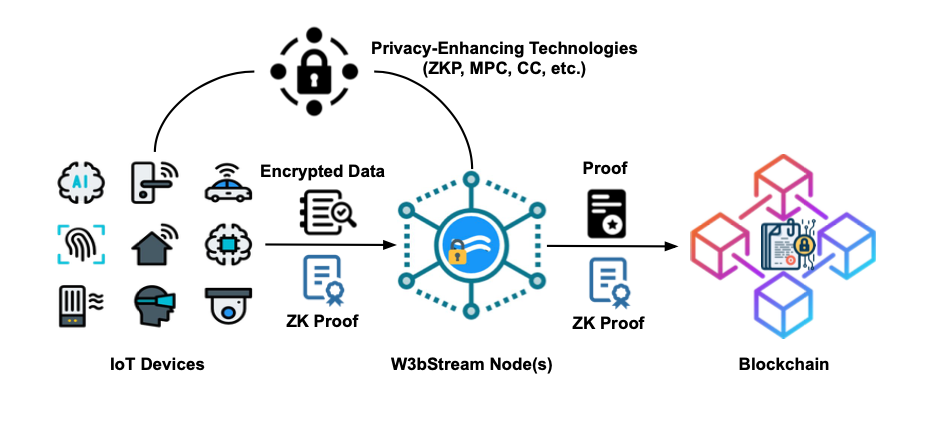 Privacy-Enhancing Technologies
(ZKP, MPC, CC, etc.)
Encrypted Data
Proof
AI
ZK Proof
ZK Proof
IoT Devices
W3bStream Node(s)
Blockchain